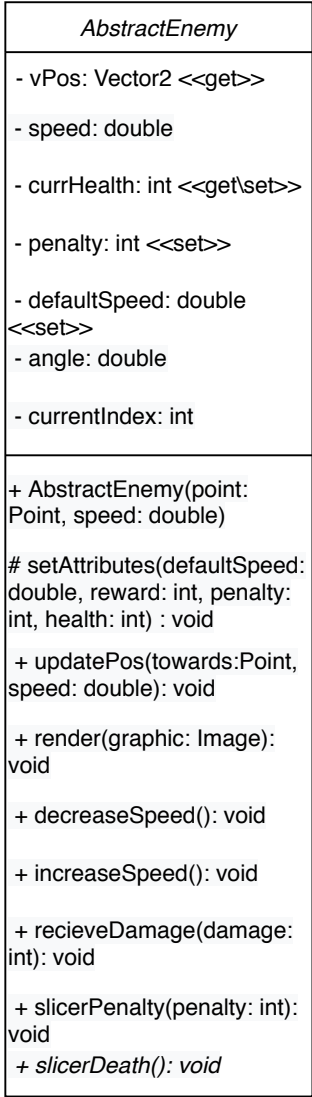 AbstractEnemy
- vPos: Vector2 <<get>>
- speed: double
- currHealth: int <<get\set>>
- penalty: int <<set>>
- defaultSpeed: double
<<set>>
- angle: double
- currentIndex: int
+ AbstractEnemy(point:
Point, speed: double)
# setAttributes(defaultSpeed:
double, reward: int, penalty:
int, health: int) : void
+ updatePos(towards:Point,
speed: double): void
+ render(graphic: Image):
void
+ decreaseSpeed(): void
+ increaseSpeed(): void
+ recieveDamage(damage:
int): void
+ slicerPenalty(penalty: int):
void
+ slicerDeath(): void